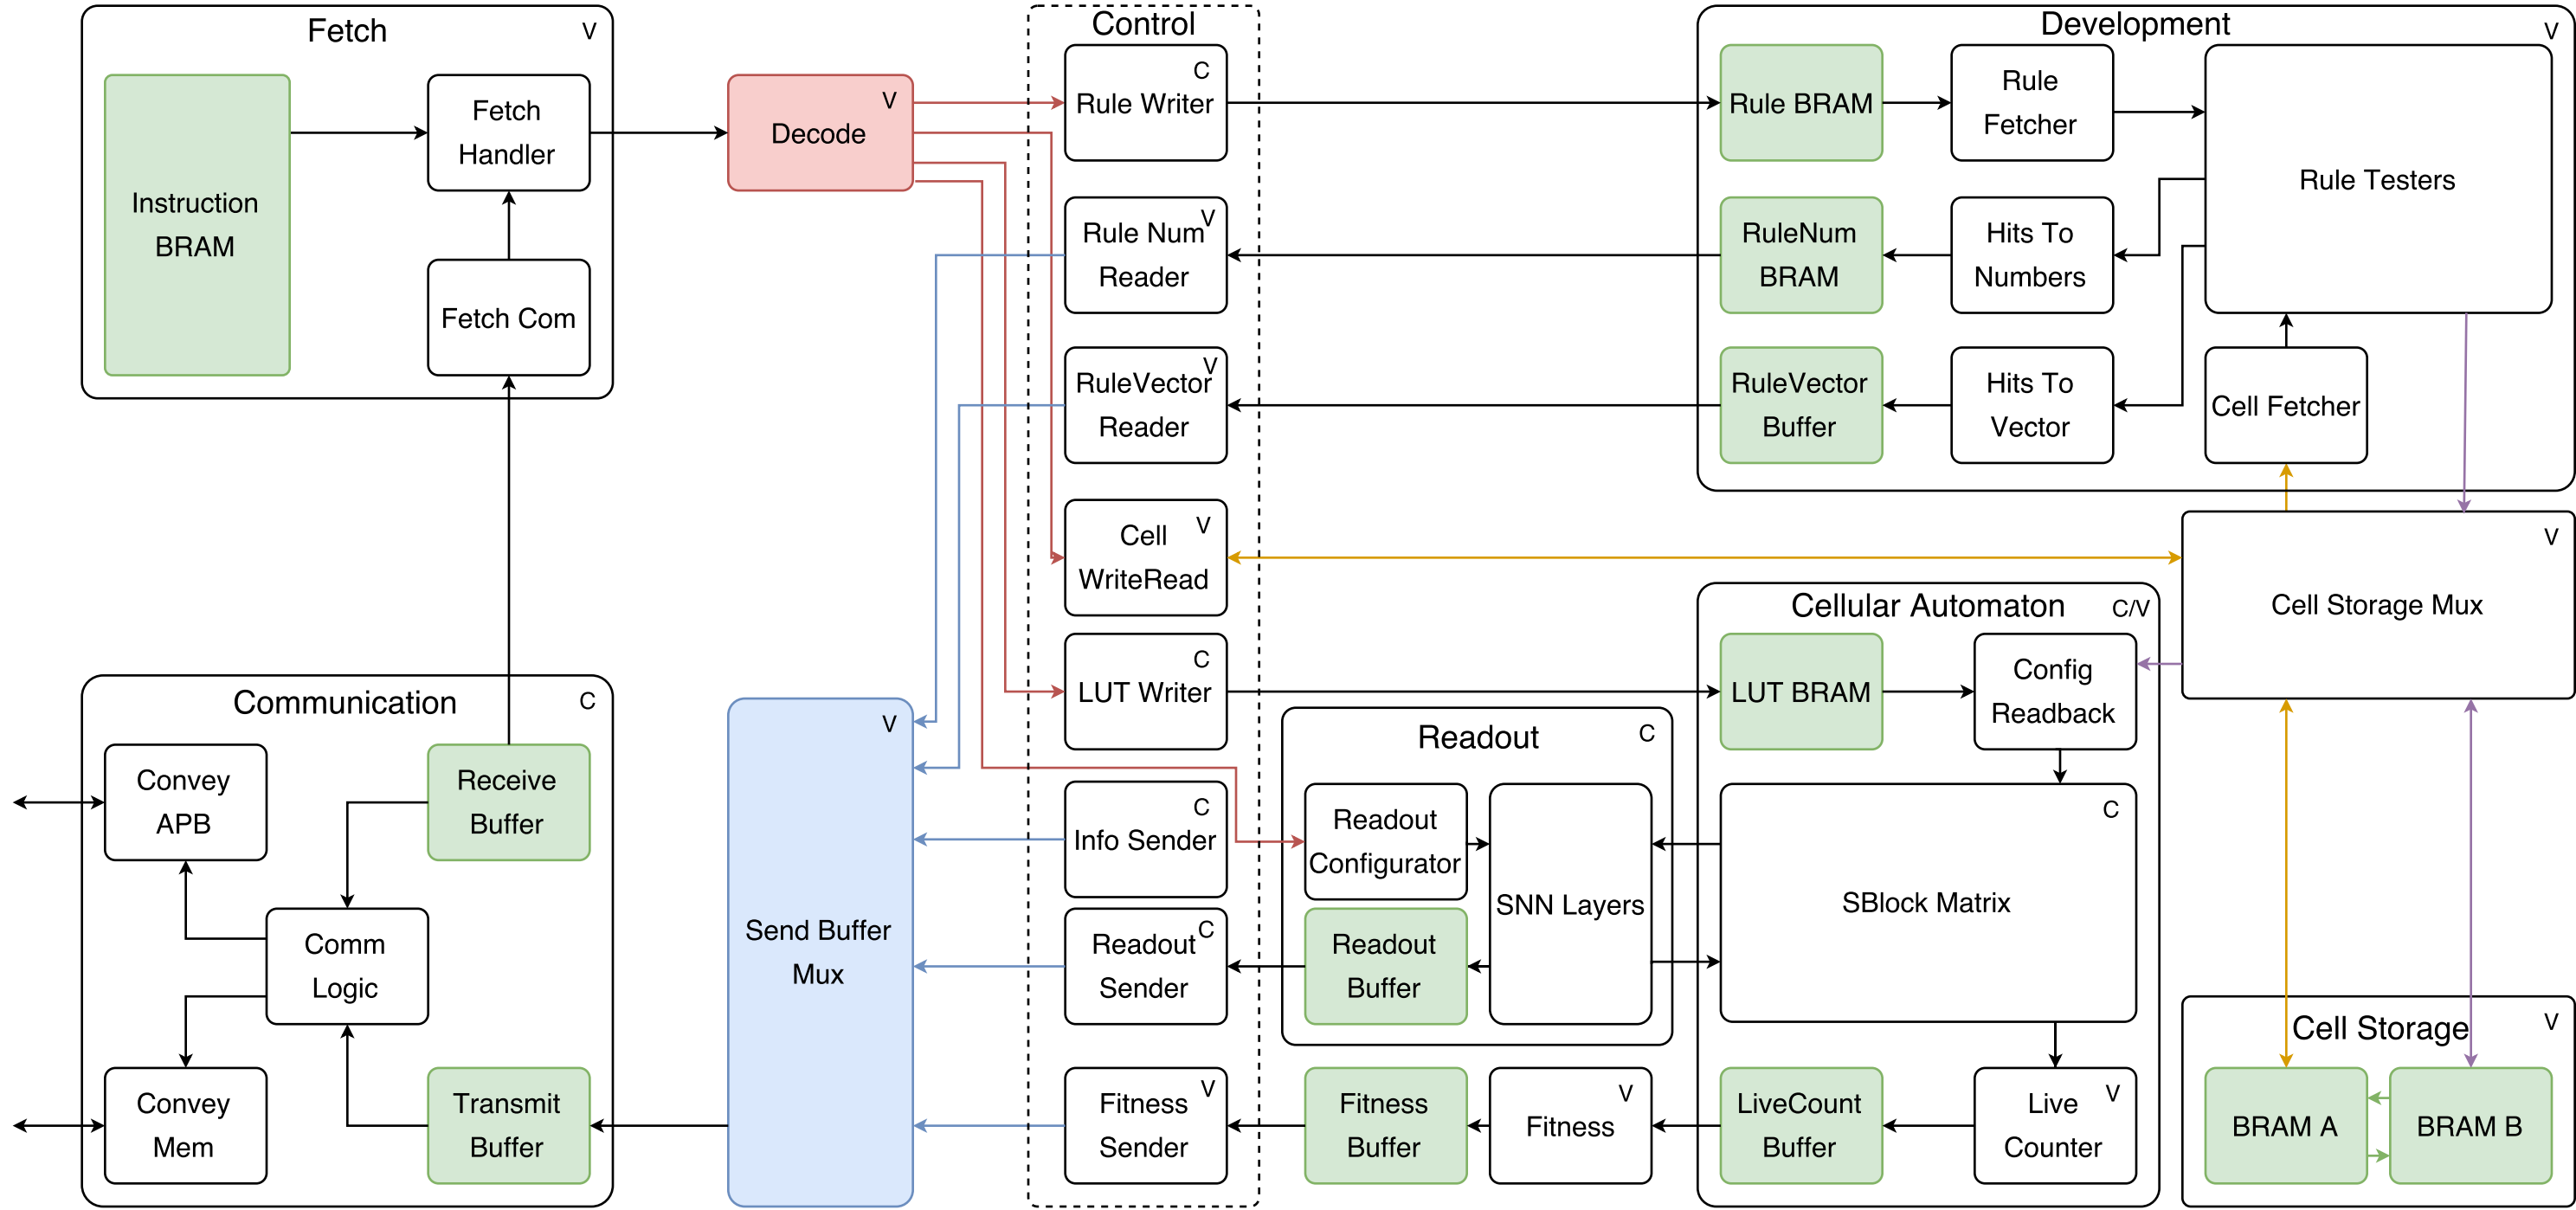 Fetch
V
Instruction
BRAM
Fetch
Handler
Fetch Com
Communication
C
Convey
APB
Receive
Buffer
Comm
Logic
Convey
Mem
Transmit
Buffer
V
Decode
V
Send Buffer
Mux
Control
C
Rule Writer
V
Rule Num
Reader
V
RuleVector
Reader
V
Cell
WriteRead
C
LUT Writer
C
Info Sender
C
Readout
Sender
V
Fitness
Sender
Development
V
Rule BRAM
Rule
Fetcher
Rule Testers
RuleNum
BRAM
Hits To
Numbers
RuleVector
Buffer
Hits To
Vector
Cell Fetcher
V
Cell Storage Mux
Cellular Automaton
C/V
LUT BRAM
Config
Readback
C
SBlock Matrix
LiveCount
Buffer
V
Live
Counter
Readout
C
Readout
Configurator
SNN Layers
Readout
Buffer
Fitness
Buffer
V
Fitness
Cell Storage
V
BRAM A
BRAM B